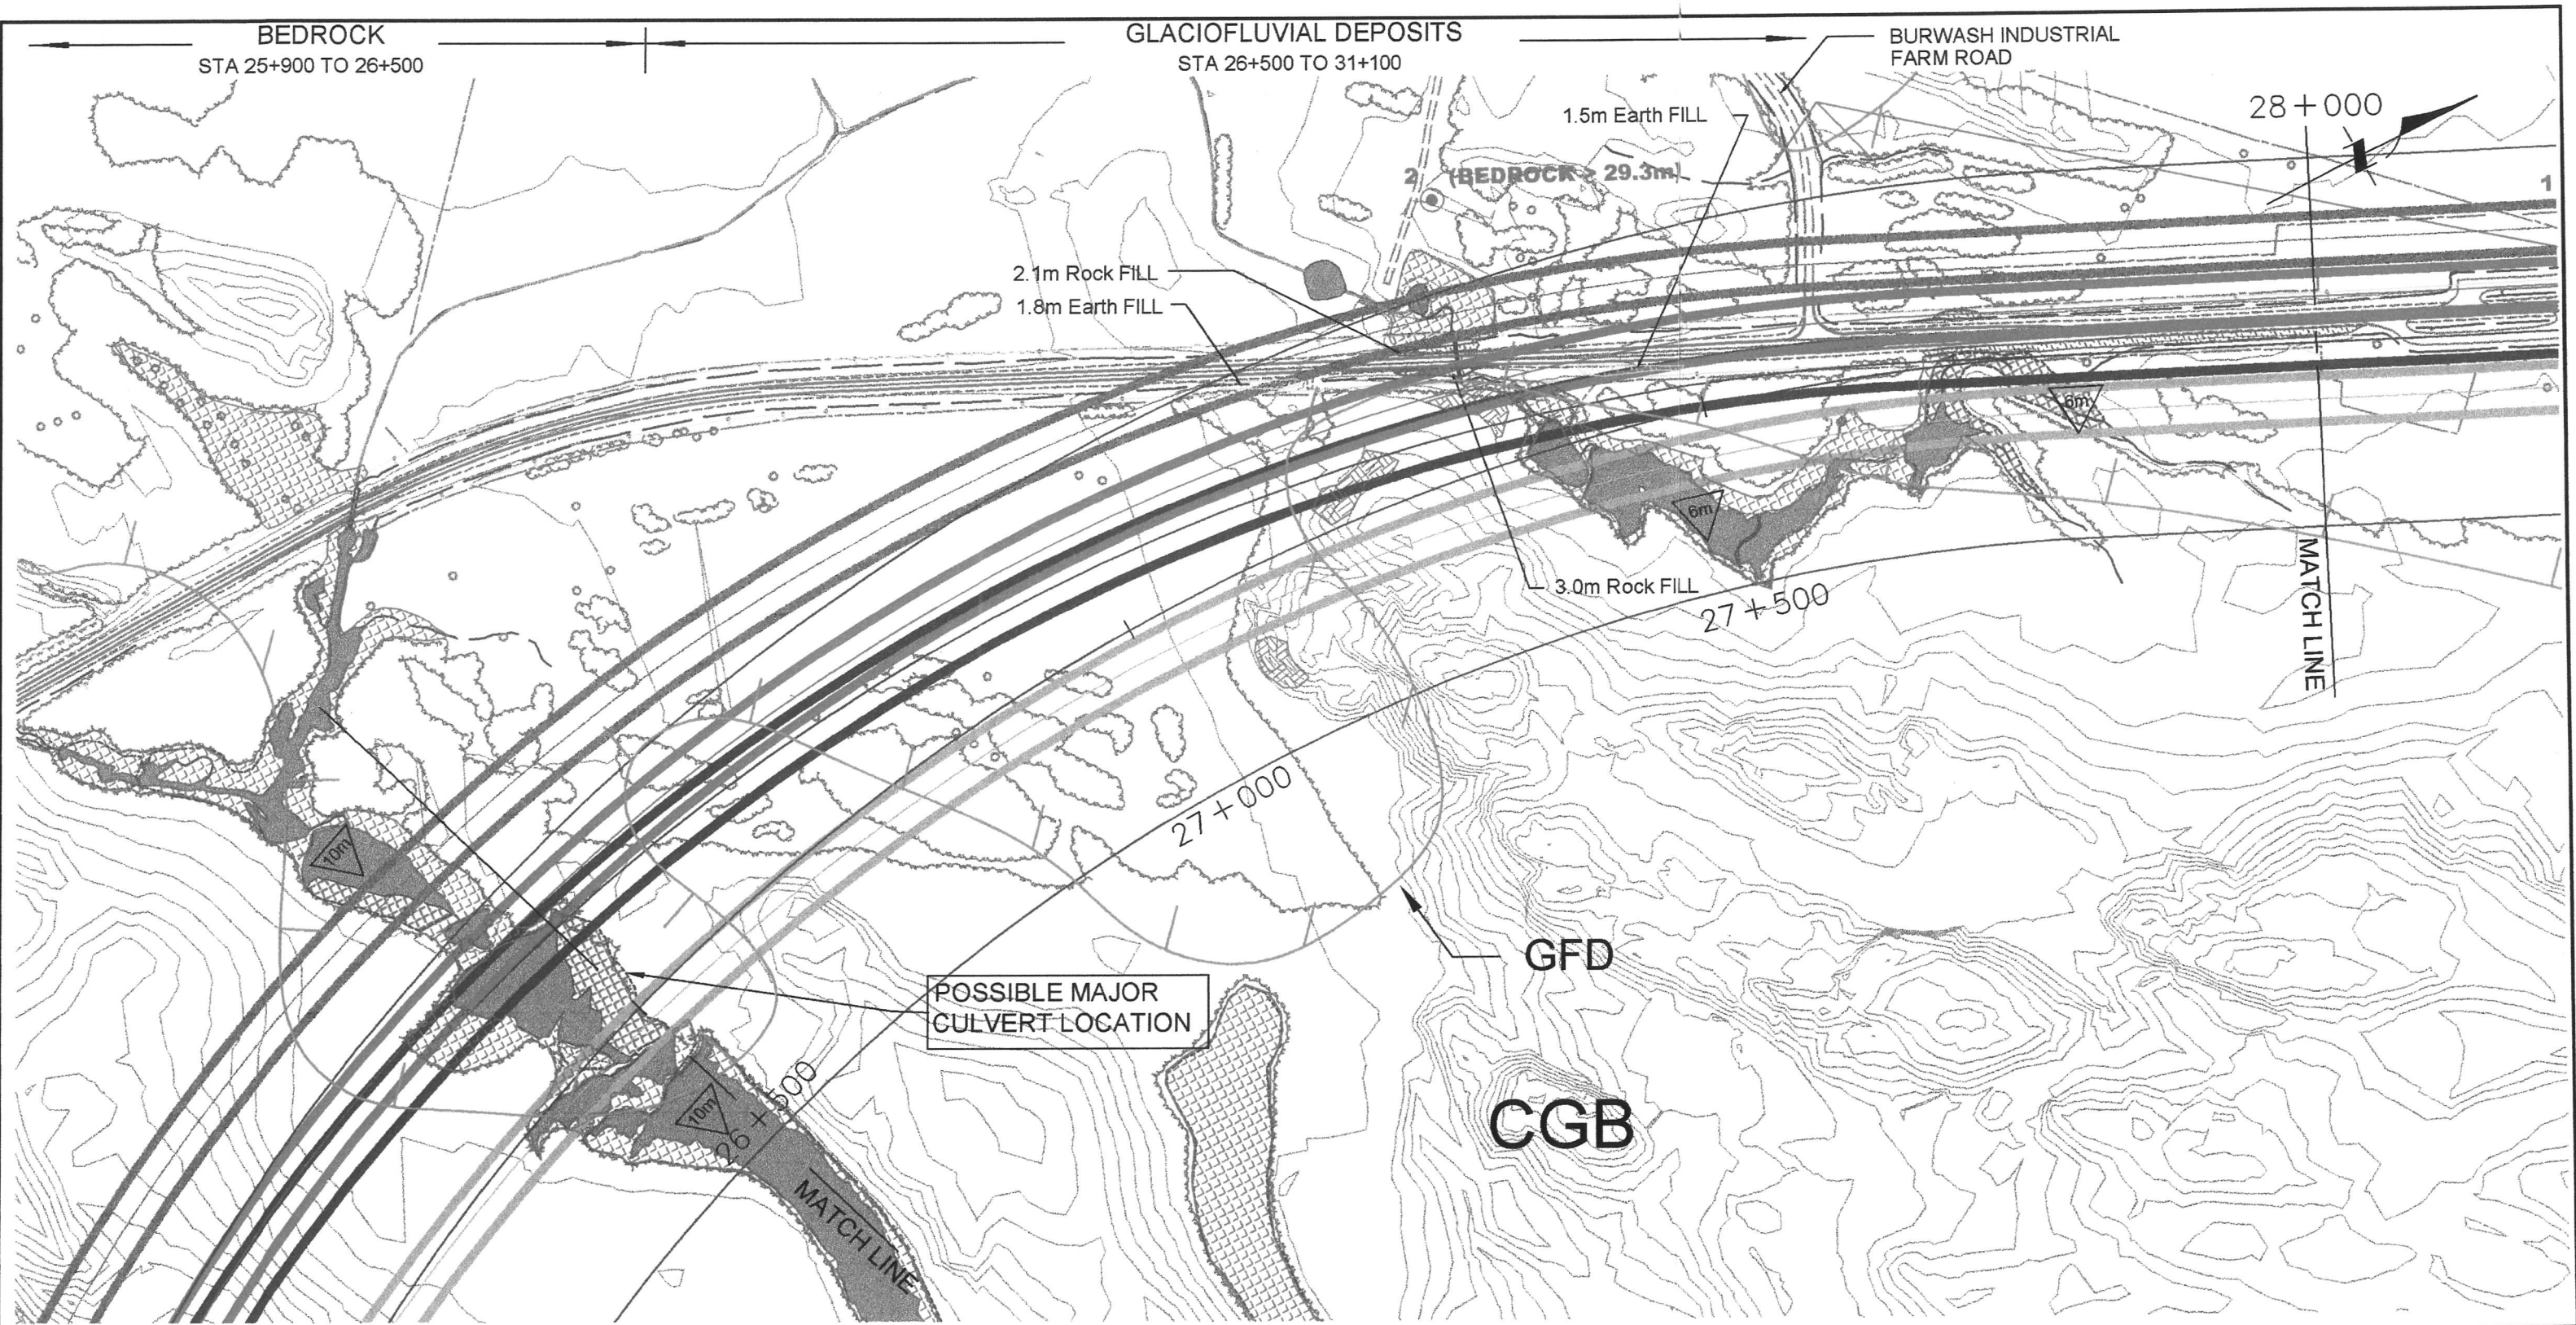 BEDROCK
STA 25+900 TO 26+500
GLACIOFLUVIAL DEPOSITS
STA 26+500 TO 31+100
BURWASH INDUSTRIAL
FARM ROAD
28+000
1.5m Earth FILL
2 (BEDROCK > 29.3m)
1
2.1m Rock FILL
1.8m Earth FILL
6m
6m
3.0m Rock FILL
27+500
MATCH LINE
27+000
10m
GFD
POSSIBLE MAJOR
CULVERT LOCATION
10m
26+500
CGB
MATCH LINE